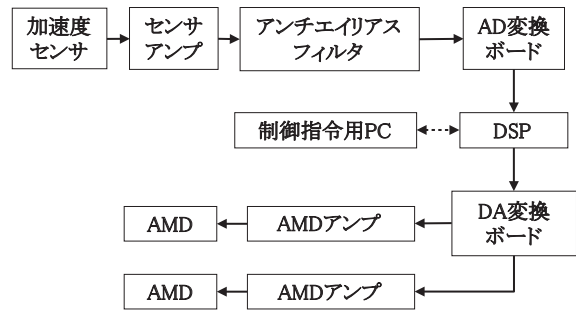 加速度
センサ
センサ
アンプ
アンチエイリアス
フィルタ
AD変換
ボード
制御指令用PC
DSP
DA変換
ボード
AMD
AMDアンプ
AMD
AMDアンプ